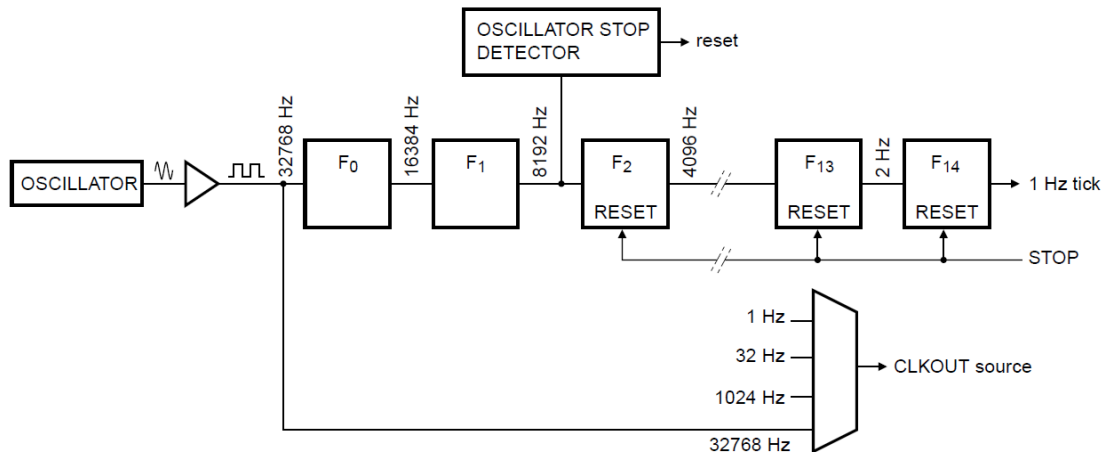 OSCILLATOR STOP
DETECTOR
reset
32768 Hz
16384 Hz
8192 Hz
4096 Hz
2 Hz
OSCILLATOR
F0
F1
F2
RESET
F13
RESET
F14
RESET
1 Hz tick
STOP
1 Hz
32 Hz
1024 Hz
32768 Hz
CLKOUT source